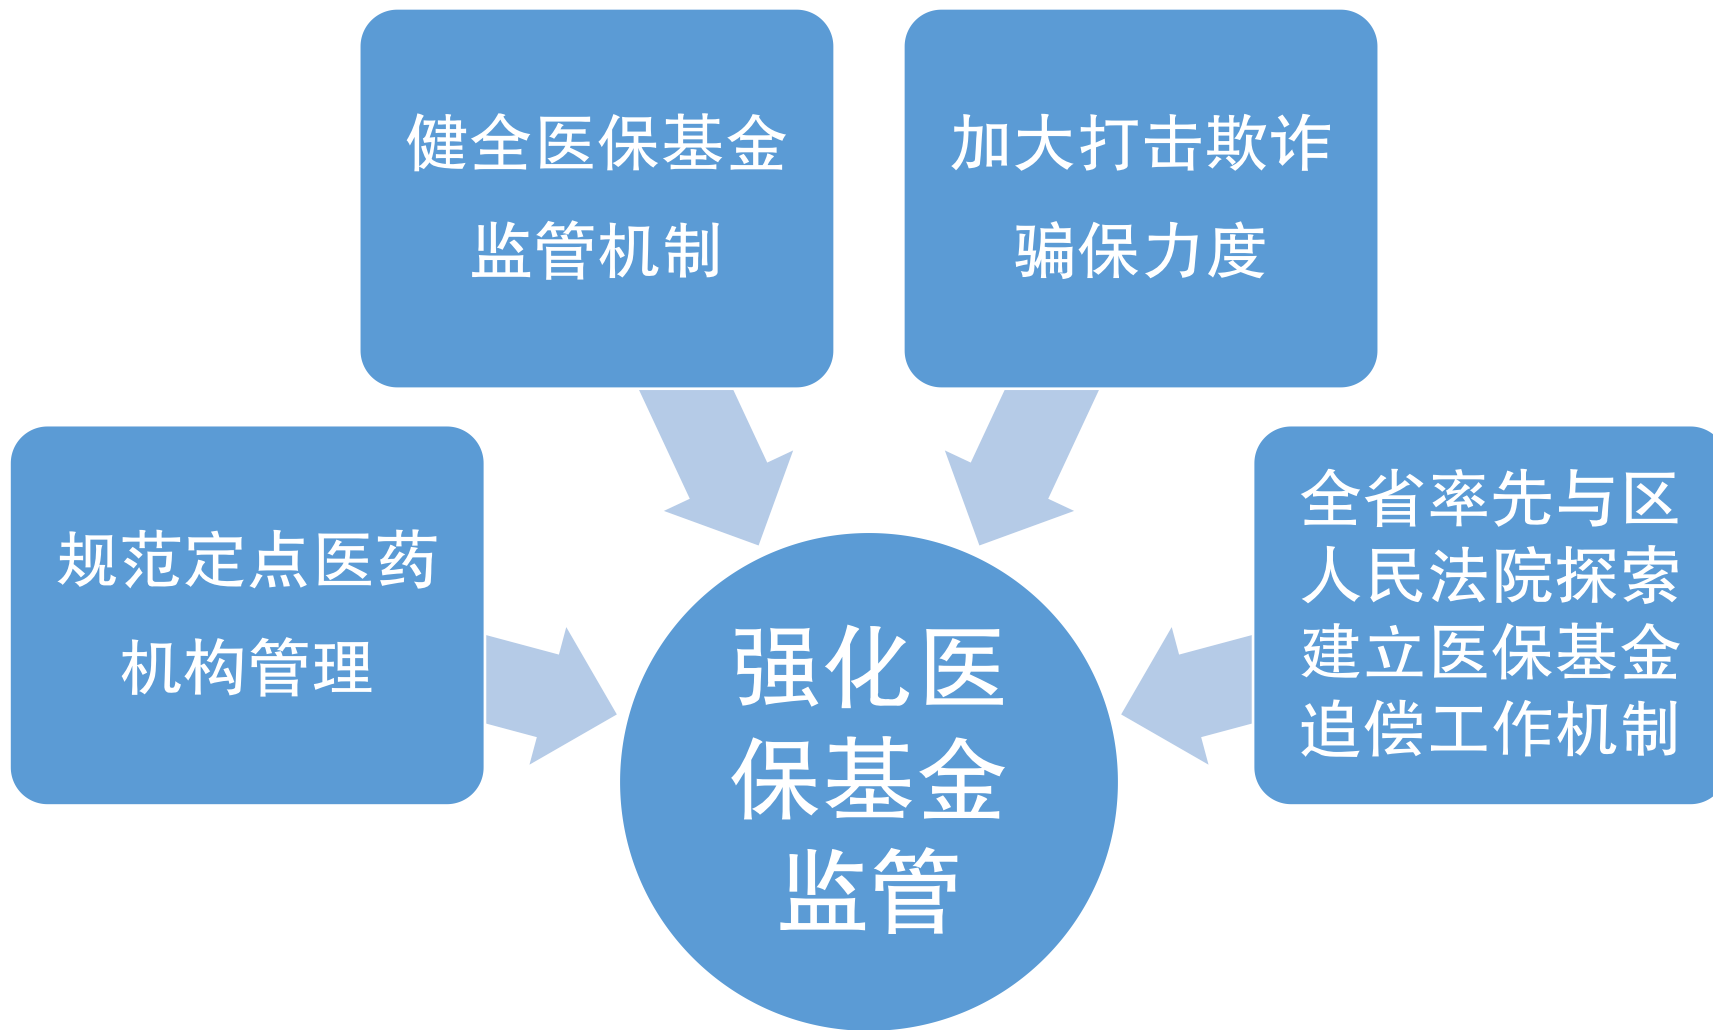 健全医保基金
监管机制
加大打击欺诈
骗保力度
规范定点医药
机构管理
全省率先与区
人民法院探索
建立医保基金
追偿工作机制
强化医
保基金
监管